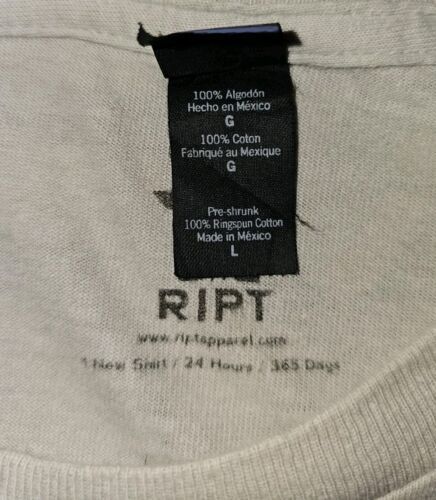 100% Algodón
Hecho en México
G
100% Coton
Fabriqué au Mexique
G
Pre-shrunk
100% Ringspun Cotton
Made in México
L
RIPT
www.riptapparel.com
1 New Shirt / 24 Hours / 365 Days